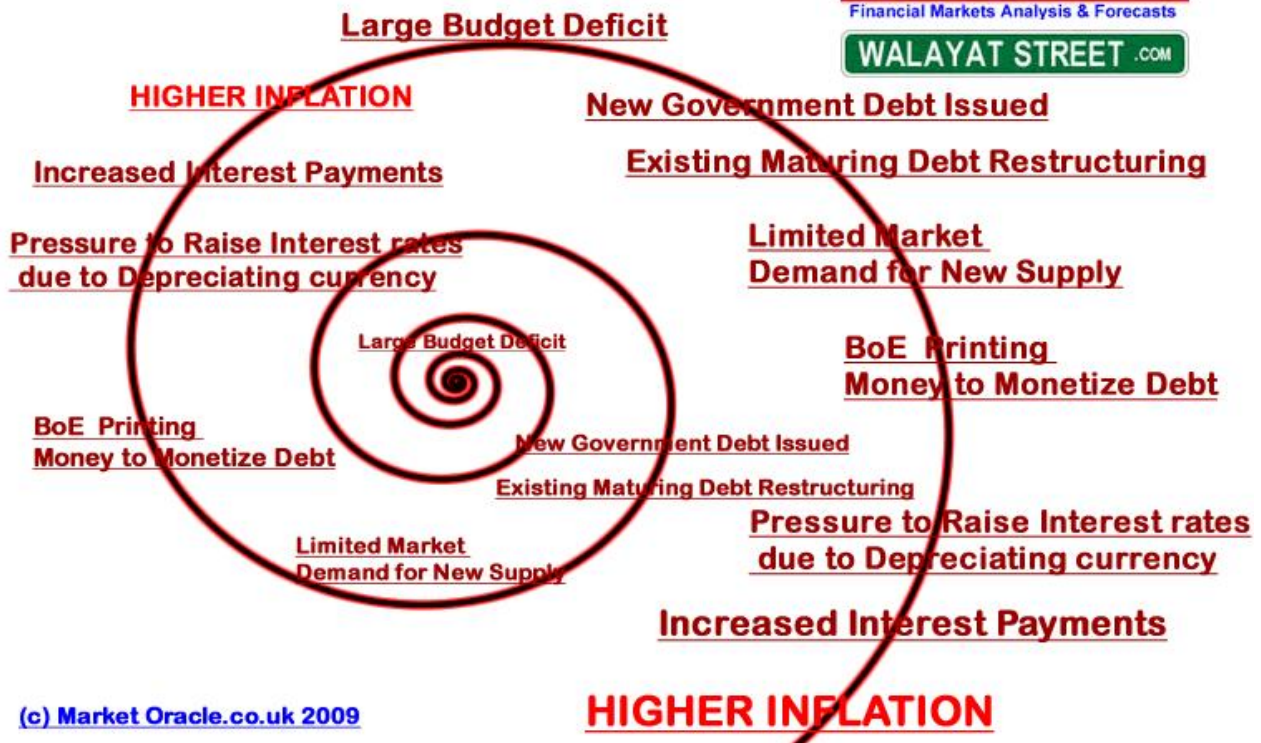 Large Budget Deficit
Financial Markets Analysis & Forecasts
WALAYAT STREET .COM
HIGHER INFLATION
New Government Debt Issued
Increased Interest Payments
Existing Maturing Debt Restructuring
Pressure to Raise Interest rates
due to Depreciating currency
Limited Market
Demand for New Supply
Large Budget Deficit
BoE Printing
Money to Monetize Debt
BoE Printing
Money to Monetize Debt
New Government Debt Issued
Existing Maturing Debt Restructuring
Pressure to Raise Interest rates
due to Depreciating currency
Limited Market
Demand for New Supply
Increased Interest Payments
HIGHER INFLATION
(c) Market Oracle.co.uk 2009